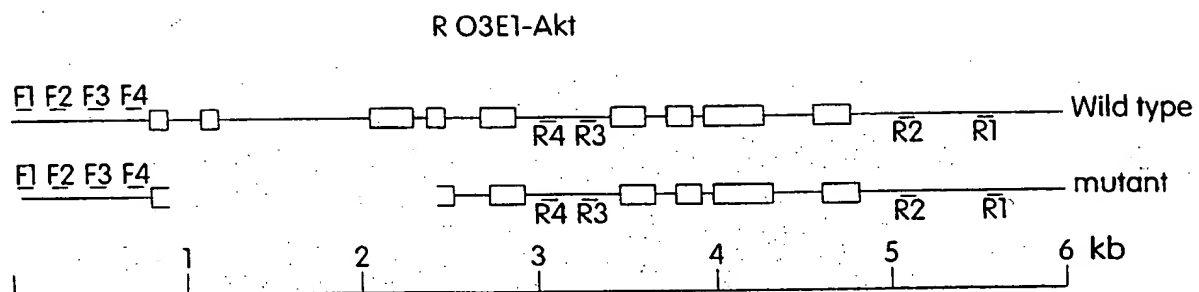 R O3E1-Akt
F1 F2 F3 F4
Wild type
R4 R3 R2 R1
F1 F2 F3 F4
mutant
R4 R3 R2 R1
1 2 3 4 5 6 kb